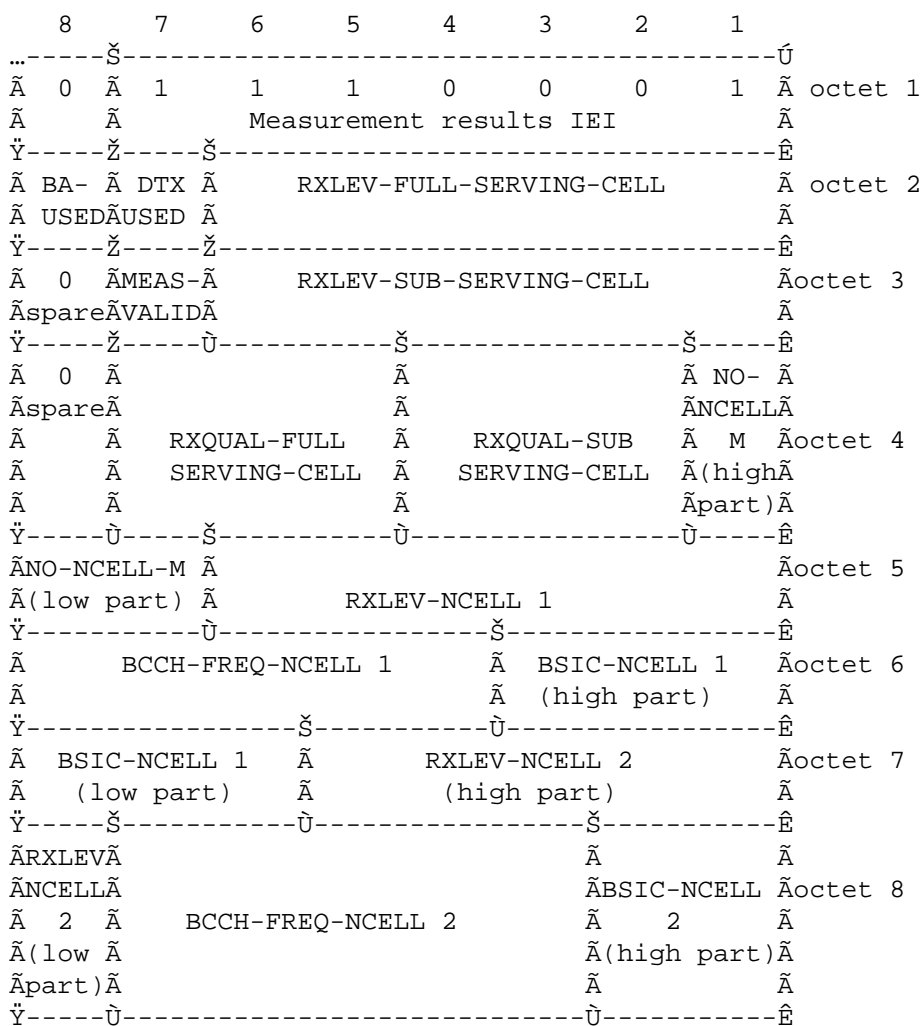 8     7     6     5     4     3     2     1
…-----Š-----------------------------------------Ú
Ã  0  Ã  1     1     1     0     0     0     1  Ã octet 1
Ã     Ã        Measurement results IEI          Ã
Ÿ-----Ž-----Š-----------------------------------Ê
Ã BA- Ã DTX Ã     RXLEV-FULL-SERVING-CELL       Ã octet 2
Ã USEDÃUSED Ã                                   Ã
Ÿ-----Ž-----Ž-----------------------------------Ê
Ã  0  ÃMEAS-Ã     RXLEV-SUB-SERVING-CELL        Ãoctet 3
ÃspareÃVALIDÃ                                   Ã
Ÿ-----Ž-----Ù-----------Š-----------------Š-----Ê
Ã  0  Ã                 Ã                 Ã NO- Ã
ÃspareÃ                 Ã                 ÃNCELLÃ
Ã     Ã   RXQUAL-FULL   Ã    RXQUAL-SUB   Ã  M  Ãoctet 4
Ã     Ã   SERVING-CELL  Ã   SERVING-CELL  Ã(highÃ
Ã     Ã                 Ã                 Ãpart)Ã
Ÿ-----Ù-----Š-----------Ù-----------------Ù-----Ê
ÃNO-NCELL-M Ã                                   Ãoctet 5
Ã(low part) Ã        RXLEV-NCELL 1              Ã
Ÿ-----------Ù-----------------Š-----------------Ê
Ã      BCCH-FREQ-NCELL 1      Ã  BSIC-NCELL 1   Ãoctet 6
Ã                             Ã  (high part)    Ã
Ÿ-----------------Š-----------Ù-----------------Ê
Ã  BSIC-NCELL 1   Ã       RXLEV-NCELL 2         Ãoctet 7
Ã   (low part)    Ã        (high part)          Ã
Ÿ-----Š-----------Ù-----------------Š-----------Ê
ÃRXLEVÃ                             Ã           Ã
ÃNCELLÃ                             ÃBSIC-NCELL Ãoctet 8
Ã  2  Ã    BCCH-FREQ-NCELL 2        Ã     2     Ã
Ã(low Ã                             Ã(high part)Ã
Ãpart)Ã                             Ã           Ã
Ÿ-----Ù-----------------------------Ù-----------Ê